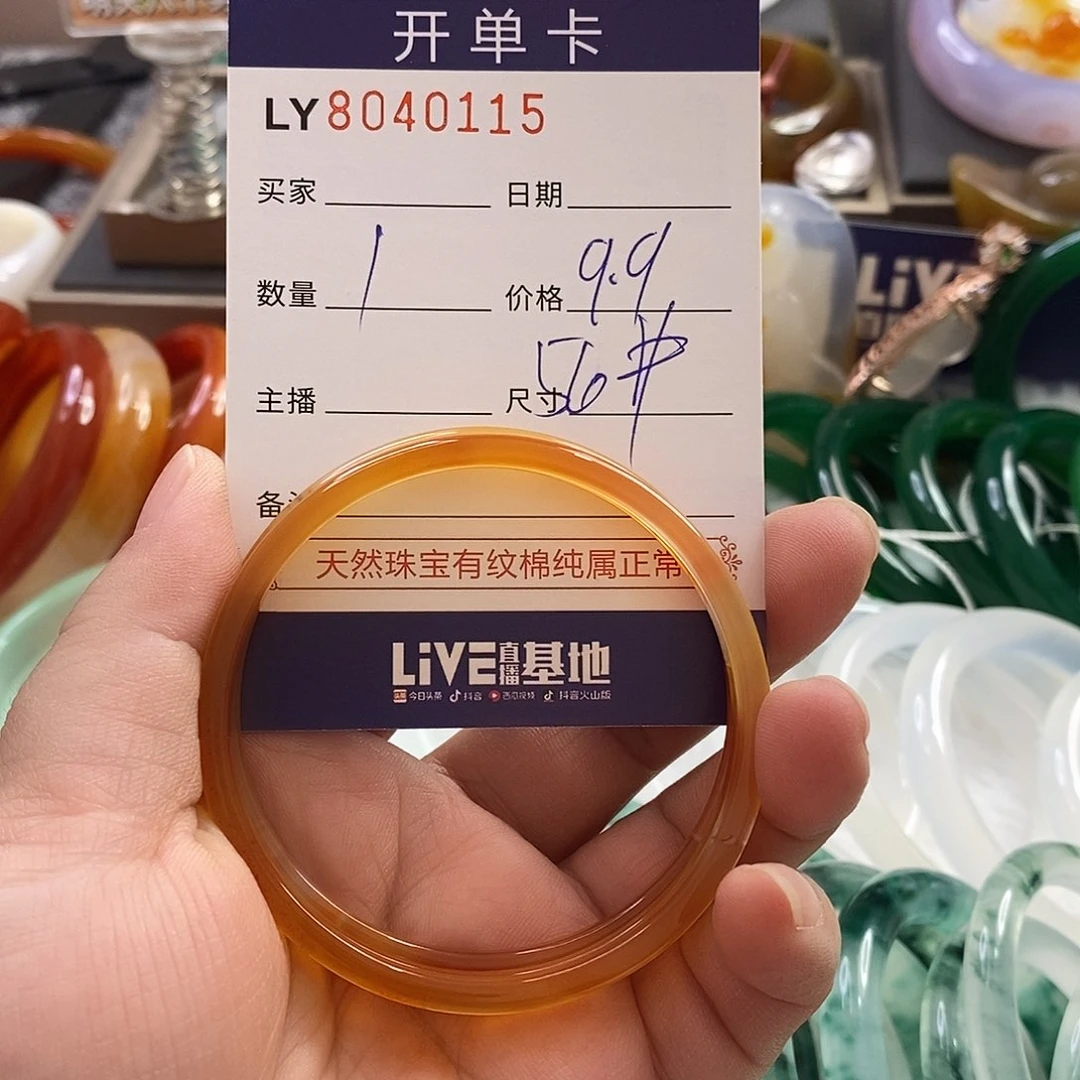 开单卡
LY8040115
买家 日期
数量 1 价格 9.9
主播 尺寸 56#
备
天然珠宝有纹棉纯属正常
LiVE直播基地
今日头条 抖音 西瓜视频 抖音火山版
LiV